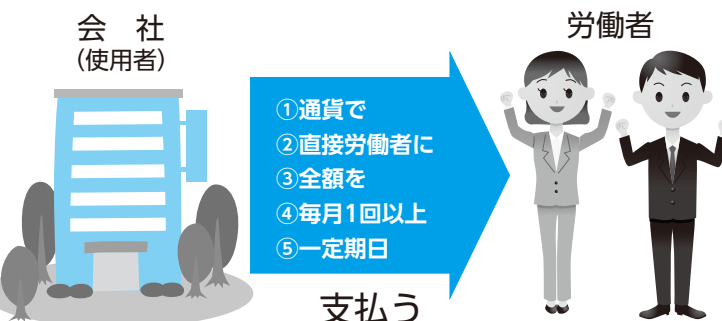 会　社
（使用者）
労働者
①通貨で
②直接労働者に
③全額を
④毎月1回以上
⑤一定期日
支払う